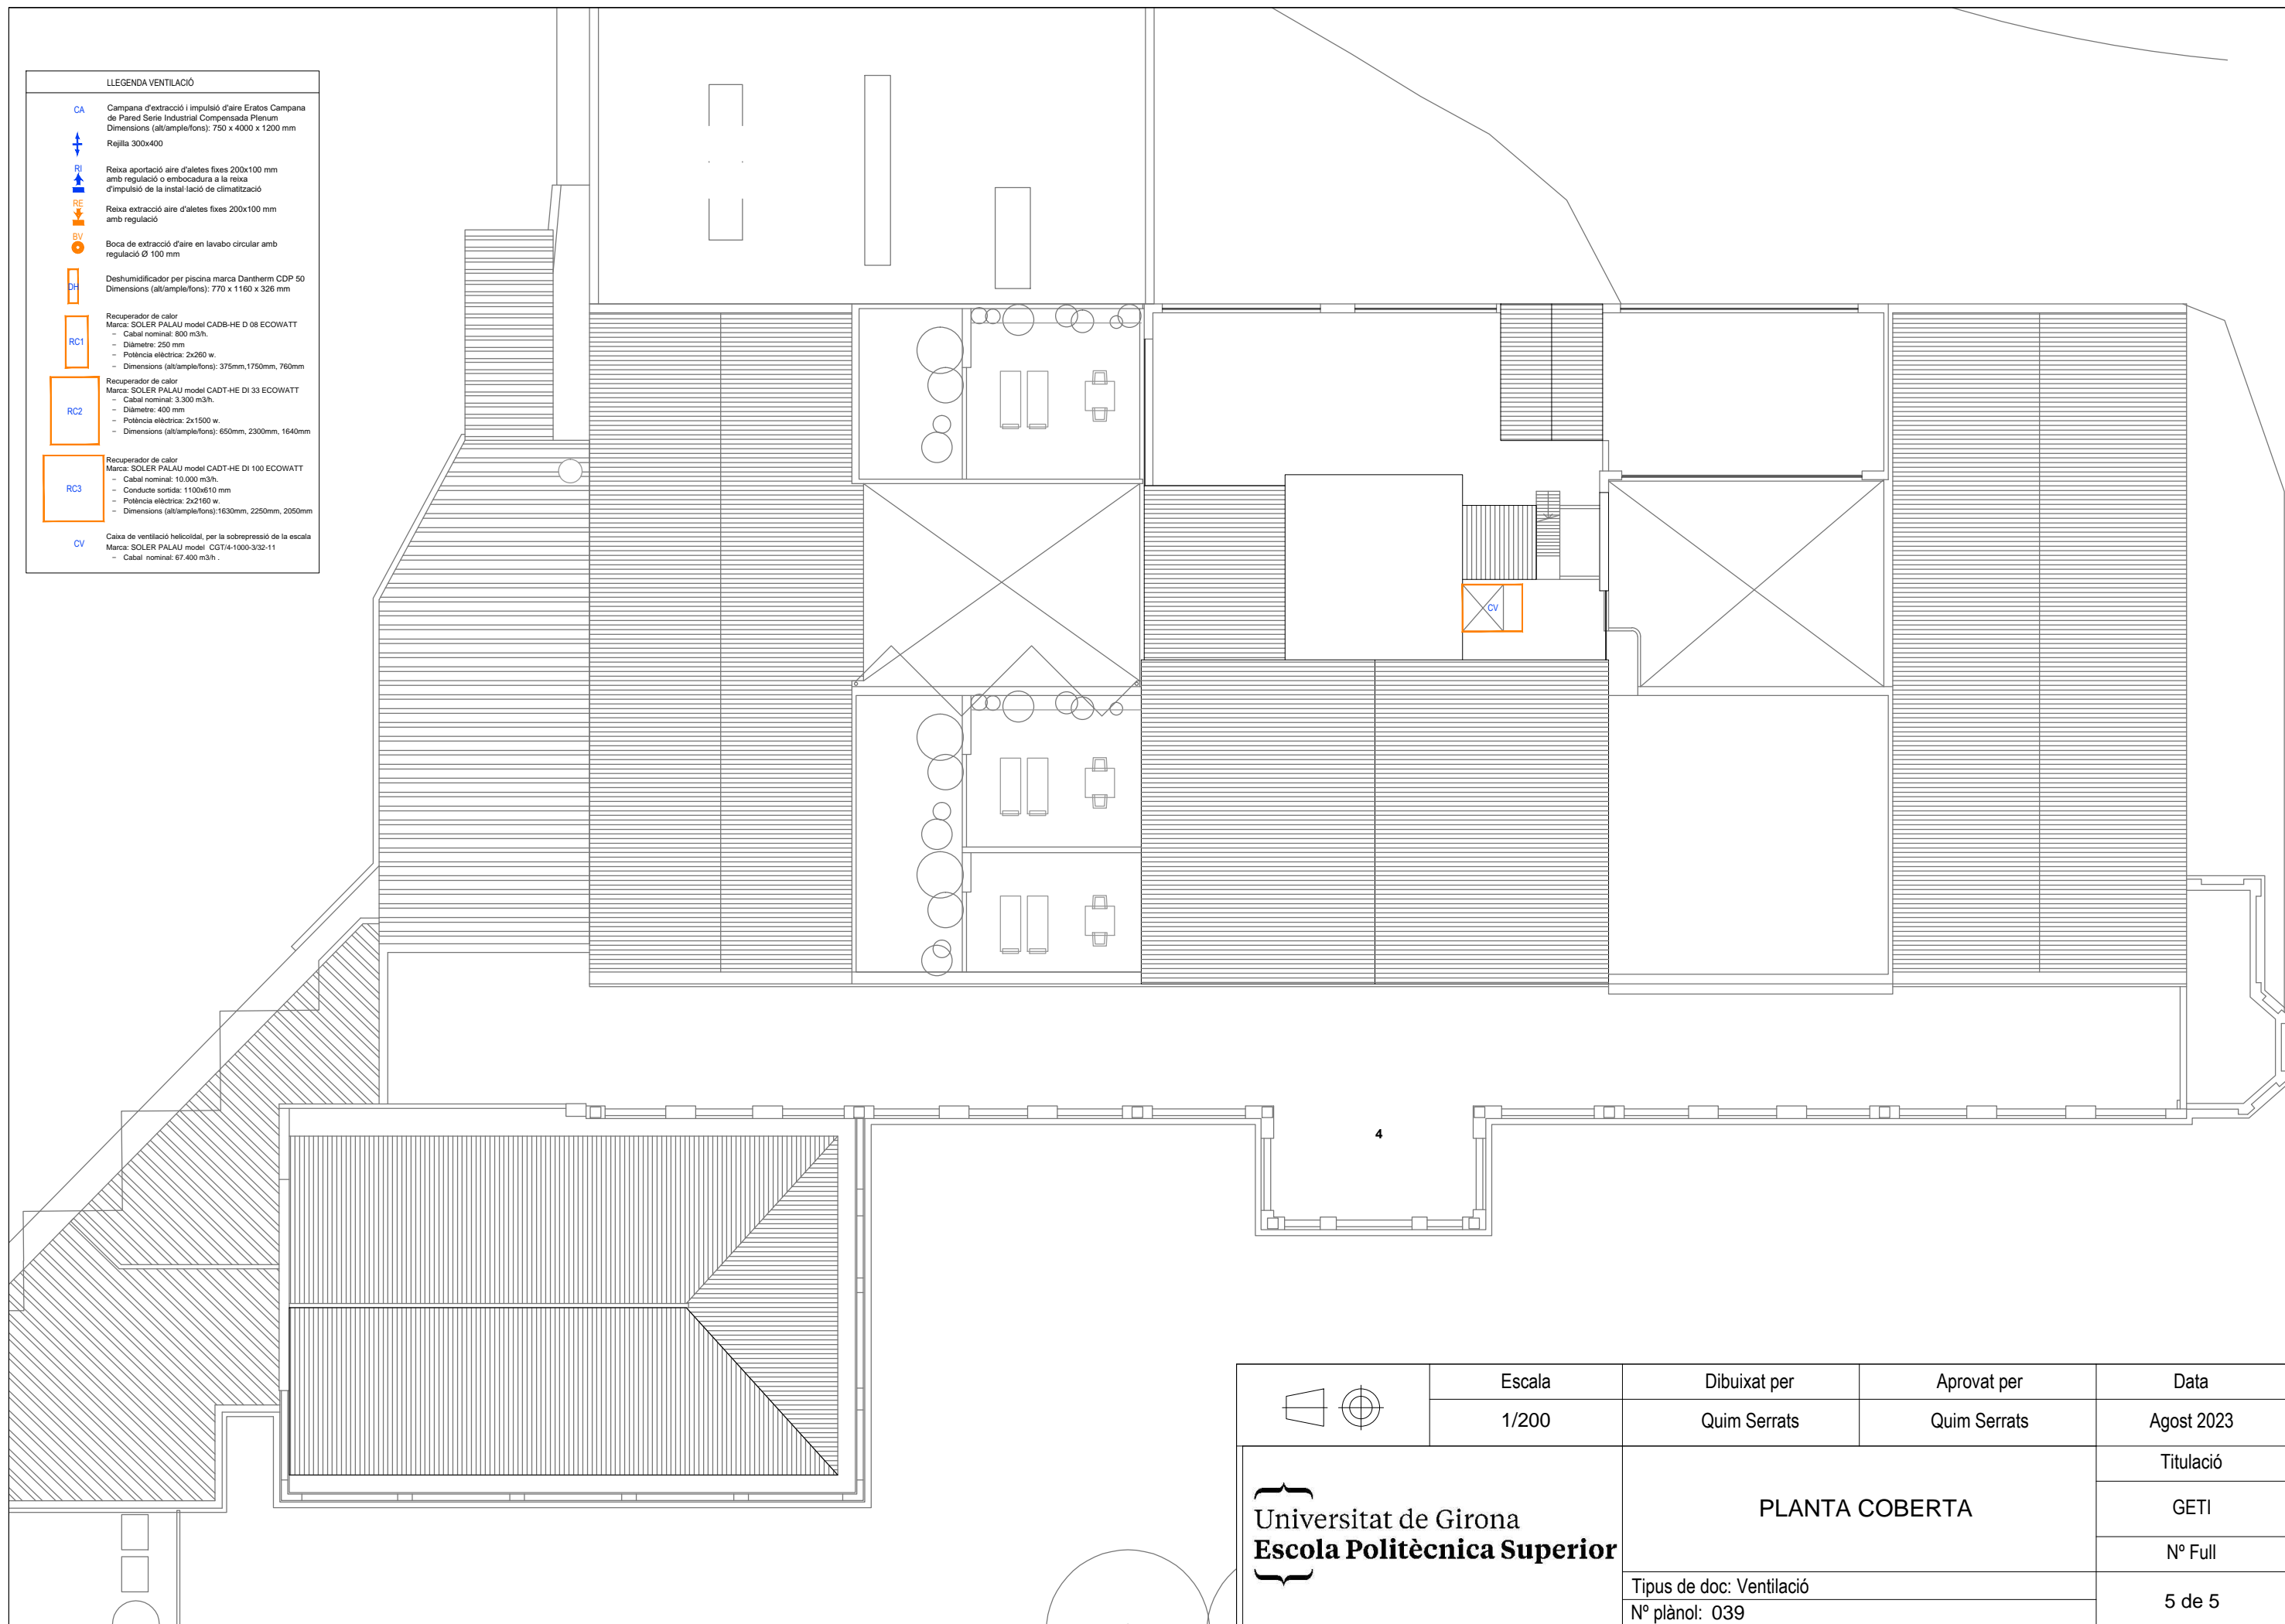 LLEGENDA VENTILACIÓ
CA
Campana d'extracció i impulsió d'aire Eratos Campana
de Pared Serie Industrial Compensada Plenum
Dimensions (alt/ample/fons): 750 x 4000 x 1200 mm
Rejilla 300x400
RI
Reixa aportació aire d'aletes fixes 200x100 mm
amb regulació o embocadura a la reixa
d'impulsió de la instal·lació de climatització
RE
Reixa extracció aire d'aletes fixes 200x100 mm
amb regulació
BV
Boca de extracció d'aire en lavabo circular amb
regulació Ø 100 mm
DH
Deshumidificador per piscina marca Dantherm CDP 50
Dimensions (alt/ample/fons): 770 x 1160 x 326 mm
RC1
Recuperador de calor
Marca: SOLER PALAU model CADB-HE D 08 ECOWATT
– Cabal nominal: 800 m3/h.
– Diàmetre: 250 mm
– Potència elèctrica: 2x260 w.
– Dimensions (alt/ample/fons): 375mm,1750mm, 760mm
RC2
Recuperador de calor
Marca: SOLER PALAU model CADT-HE DI 33 ECOWATT
– Cabal nominal: 3.300 m3/h.
– Diàmetre: 400 mm
– Potència elèctrica: 2x1500 w.
– Dimensions (alt/ample/fons): 650mm, 2300mm, 1640mm
RC3
Recuperador de calor
Marca: SOLER PALAU model CADT-HE DI 100 ECOWATT
– Cabal nominal: 10.000 m3/h.
– Conducte sortida: 1100x610 mm
– Potència elèctrica: 2x2160 w.
– Dimensions (alt/ample/fons):1630mm, 2250mm, 2050mm
CV
Caixa de ventilació helicoïdal, per la sobrepressió de la escala
Marca: SOLER PALAU model CGT/4-1000-3/32-11
– Cabal nominal: 67.400 m3/h .
CV
4
Escala
Dibuixat per
Aprovat per
Data
1/200
Quim Serrats
Quim Serrats
Agost 2023
Universitat de Girona
Escola Politècnica Superior
PLANTA COBERTA
Titulació
GETI
Nº Full
Tipus de doc: Ventilació
Nº plànol: 039
5 de 5